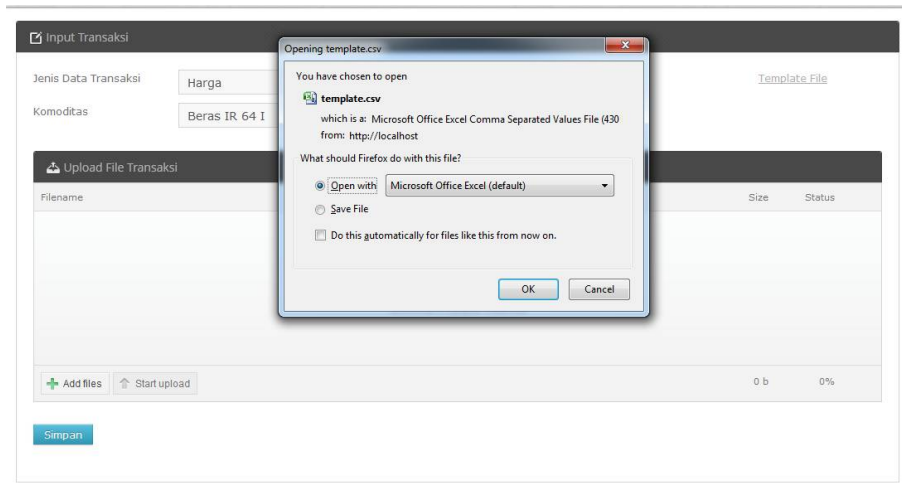 Input Transaksi
Opening template.csv
Jenis Data Transaksi
Harga
Template File
Komoditas
Beras IR 64 I
You have chosen to open
template.csv
which is a: Microsoft Office Excel Comma Separated Values File (430
from: http://localhost
What should Firefox do with this file?
Open with
Microsoft Office Excel (default)
Save File
Do this automatically for files like this from now on.
OK
Cancel
Upload File Transaksi
Filename
Size
Status
Add files
Start upload
0 b
0%
Simpan